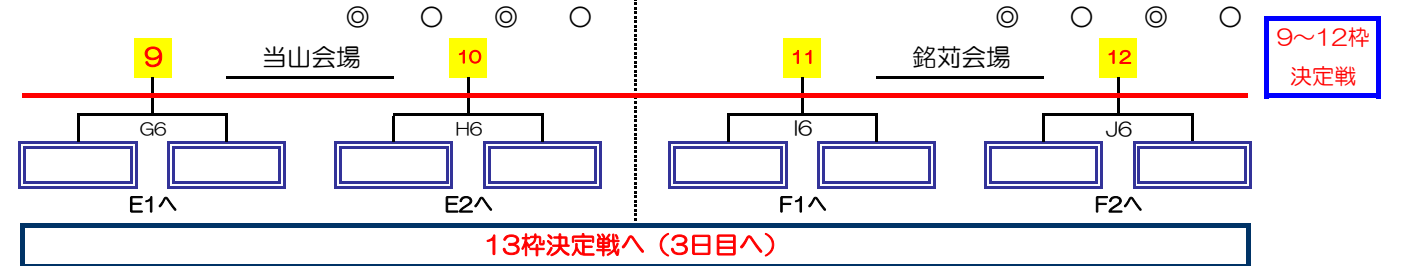 ◎ ○ ◎ ○ ◎ ○ ◎ ○
9 当山会場 10 11 銘苅会場 12
9～12枠
決定戦
G6 H6 I6 J6
E1へ E2へ F1へ F2へ
13枠決定戦へ（3日目へ）